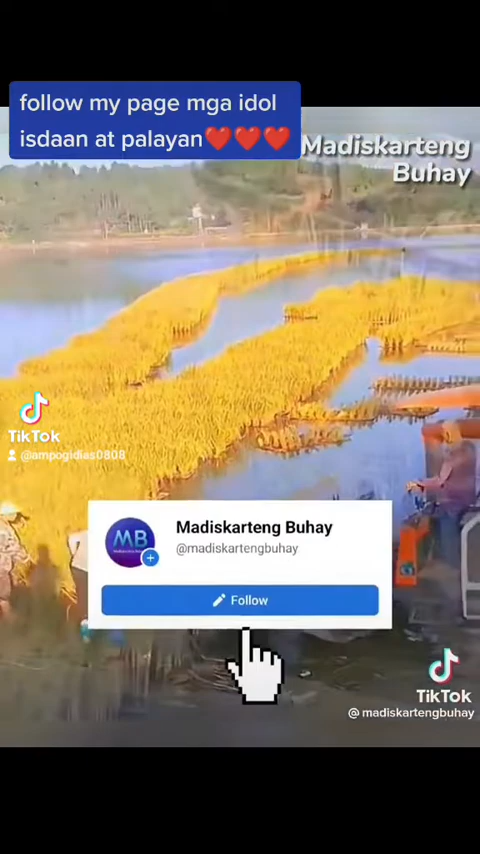 follow my page mga idol
isdaan at palayan❤️❤️❤️
Madiskarteng
Buhay
TikTok
@ampogidias0808
MB
Madiskarteng Buhay
@madiskartengbuhay
Follow
TikTok
@madiskartengbuhay